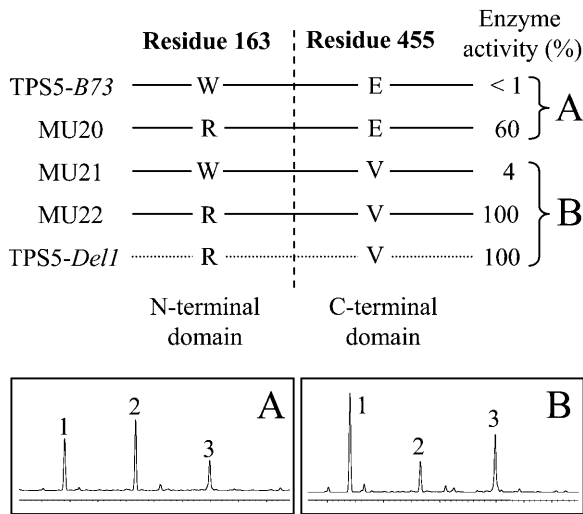 Residue 163 Residue 455 Enzyme activity (%)
TPS5-B73 W E < 1
MU20 R E 60
A
MU21 W V 4
MU22 R V 100
TPS5-Del1 R V 100
B
N-terminal domain
C-terminal domain
A
1 2 3
B
1 2 3